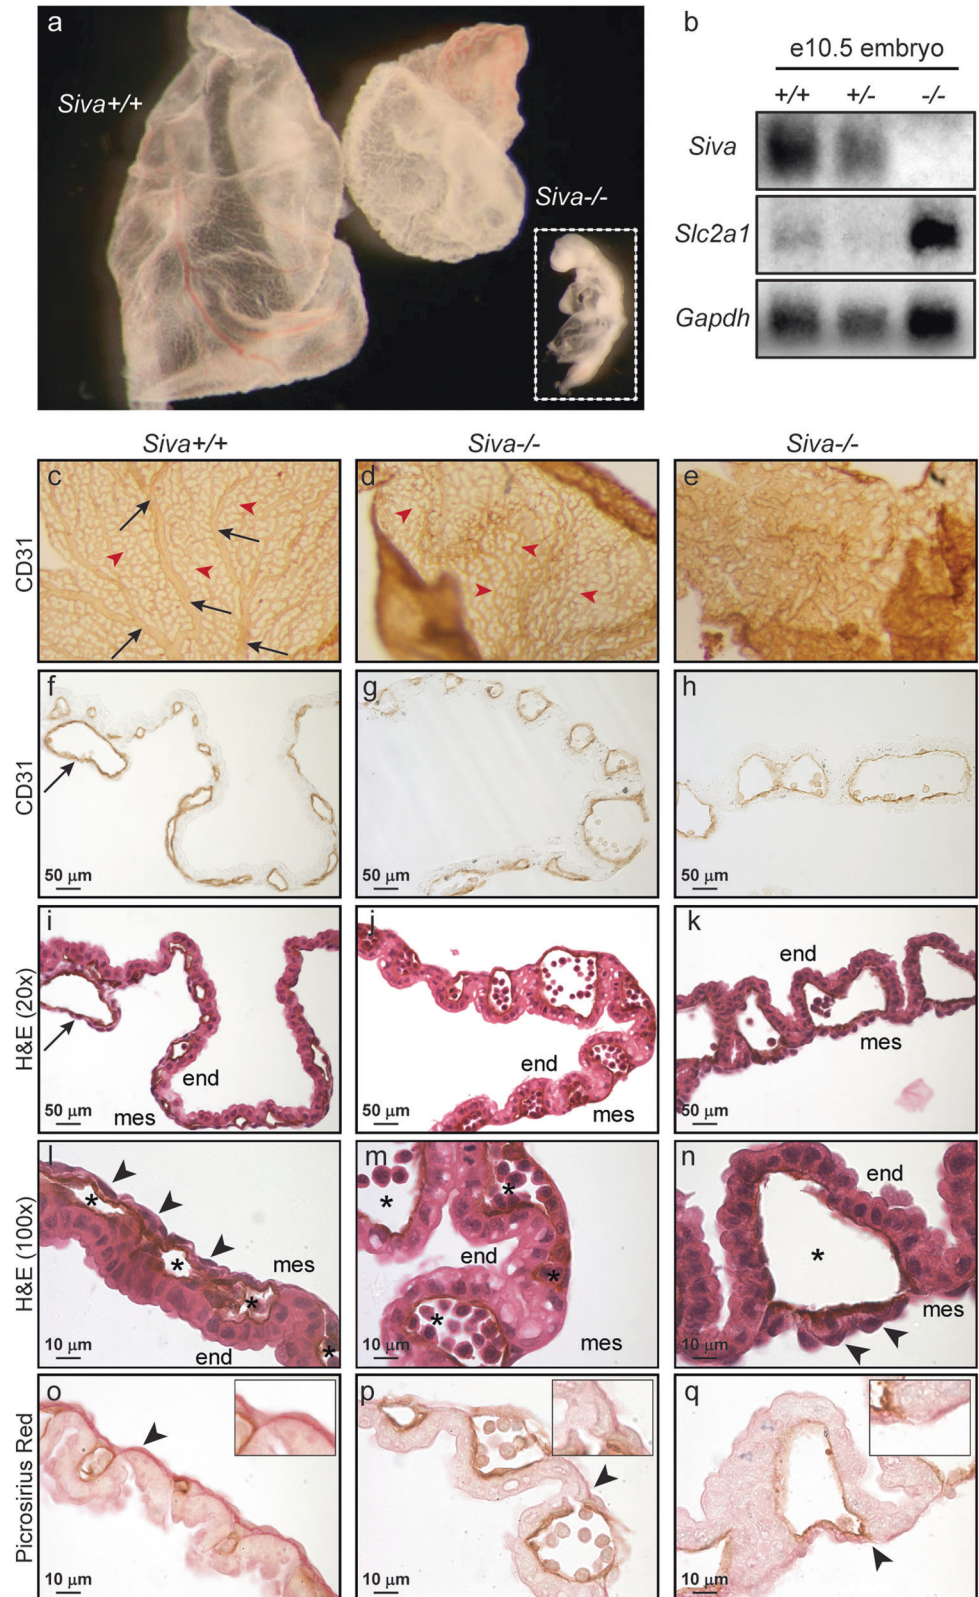 a
Siva+/+
Siva-/-
b
e10.5 embryo
+/+ +/- -/-
Siva
Slc2a1
Gapdh
Siva+/+ Siva-/- Siva-/-
CD31
c
d
e
CD31
f
50 μm
g
50 μm
h
50 μm
H&E (20x)
i
end
mes
50 μm
j
end
mes
50 μm
k
end
mes
50 μm
H&E (100x)
l
*
*
*
*
mes
end
10 μm
m
*
*
end
*
*
mes
10 μm
n
end
*
mes
10 μm
Picrosirius Red
o
10 μm
p
10 μm
q
10 μm